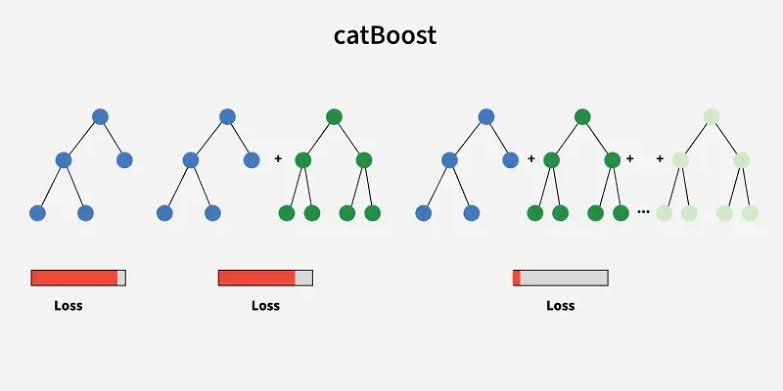 catBoost
+
+ + +
...
Loss
Loss
Loss